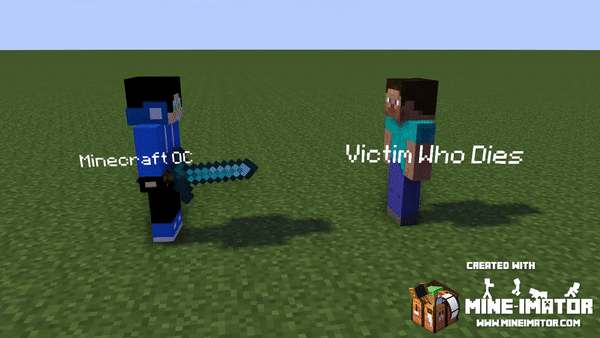 Minecraft OC
Victim Who Dies
CREATED WITH
MINE-IMATOR
WWW.MINEIMATOR.COM